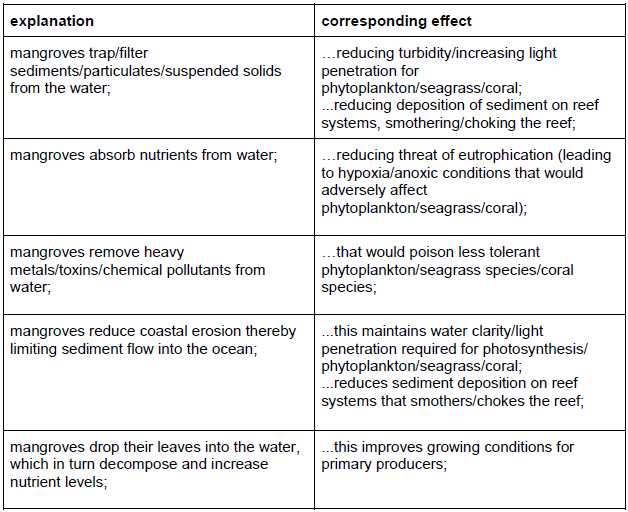 explanation
corresponding effect
mangroves trap/filter
sediments/particulates/suspended solids
from the water;
…reducing turbidity/increasing light
penetration for
phytoplankton/seagrass/coral;
...reducing deposition of sediment on reef
systems, smothering/choking the reef;
mangroves absorb nutrients from water;
…reducing threat of eutrophication (leading
to hypoxia/anoxic conditions that would
adversely affect
phytoplankton/seagrass/coral);
mangroves remove heavy
metals/toxins/chemical pollutants from
water;
…that would poison less tolerant
phytoplankton/seagrass species/coral
species;
mangroves reduce coastal erosion thereby
limiting sediment flow into the ocean;
...this maintains water clarity/light
penetration required for photosynthesis/
phytoplankton/seagrass/coral;
...reduces sediment deposition on reef
systems that smothers/chokes the reef;
mangroves drop their leaves into the water,
which in turn decompose and increase
nutrient levels;
...this improves growing conditions for
primary producers;